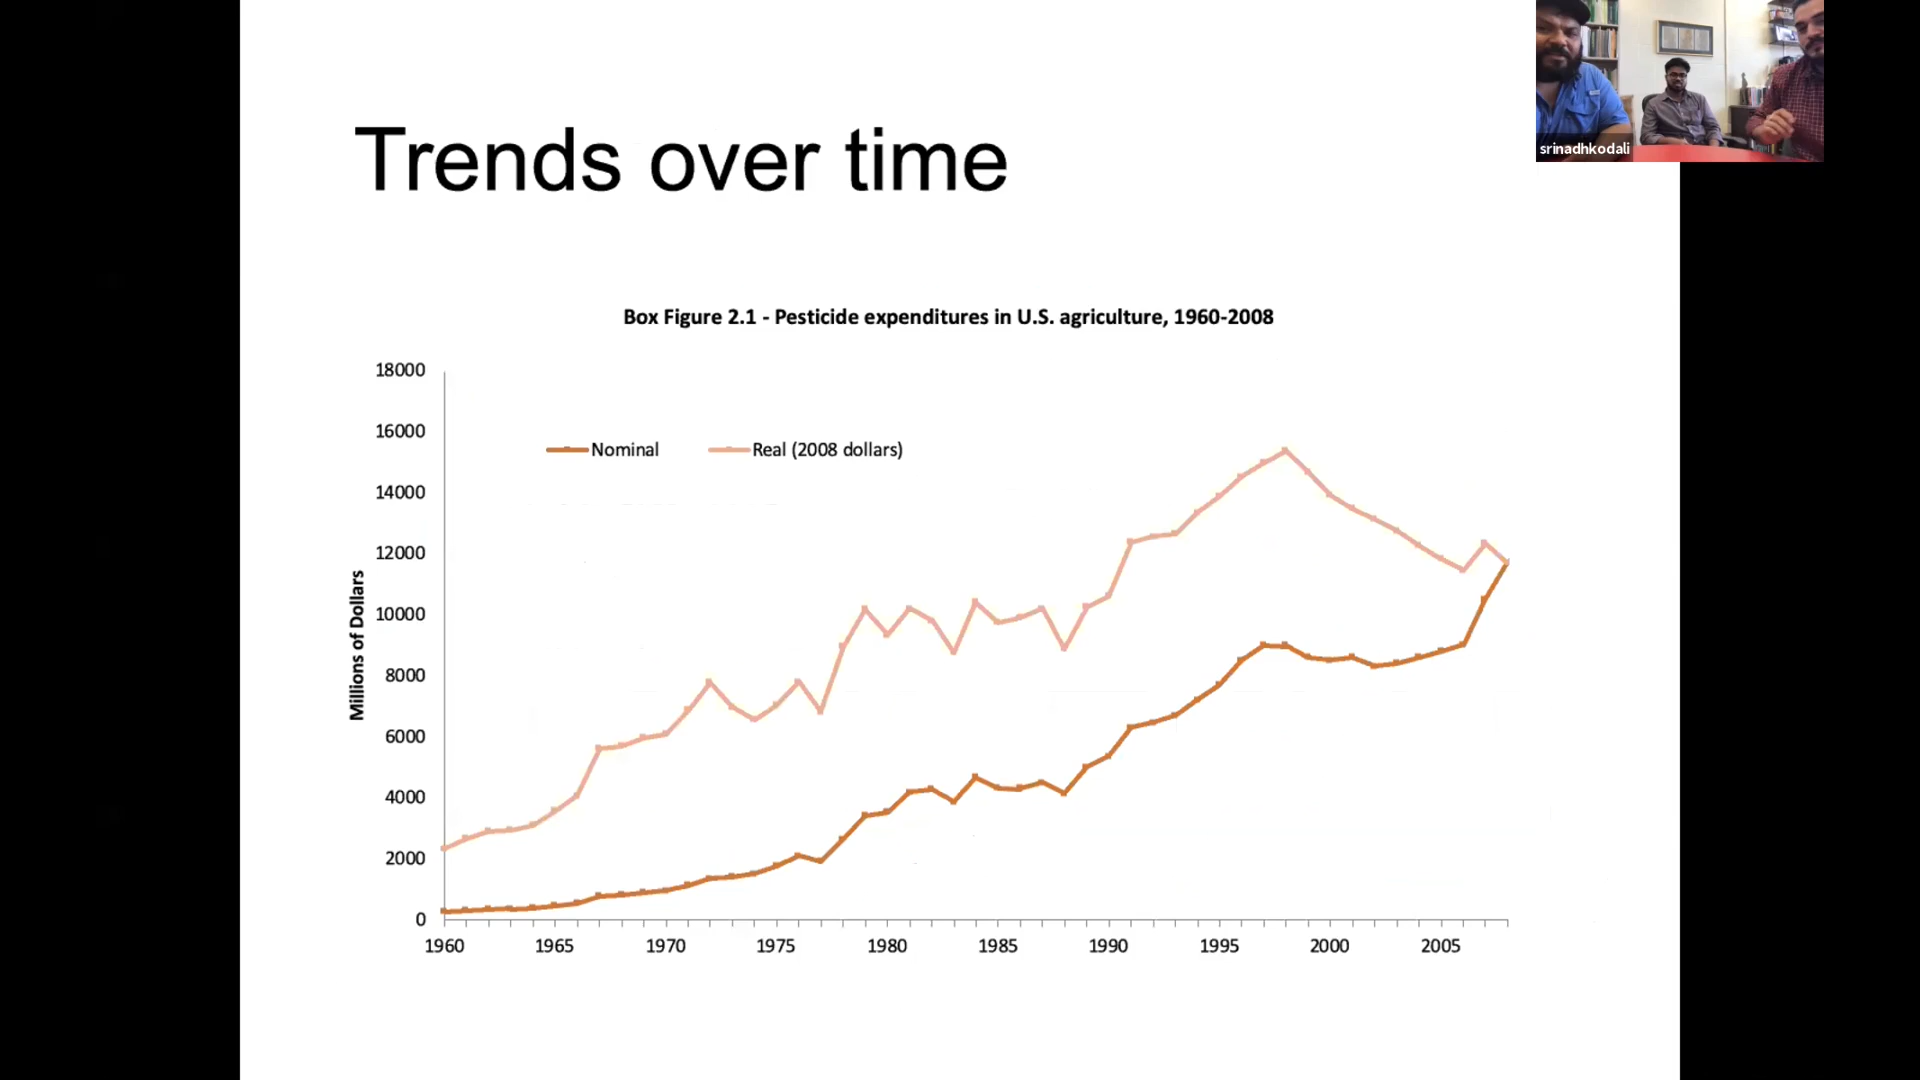 srinadhkodali
Trends over time
Box Figure 2.1 - Pesticide expenditures in U.S. agriculture, 1960-2008
18000
16000
14000
12000
10000
8000
6000
4000
2000
0
Millions of Dollars
Nominal
Real (2008 dollars)
1960 1965 1970 1975 1980 1985 1990 1995 2000 2005